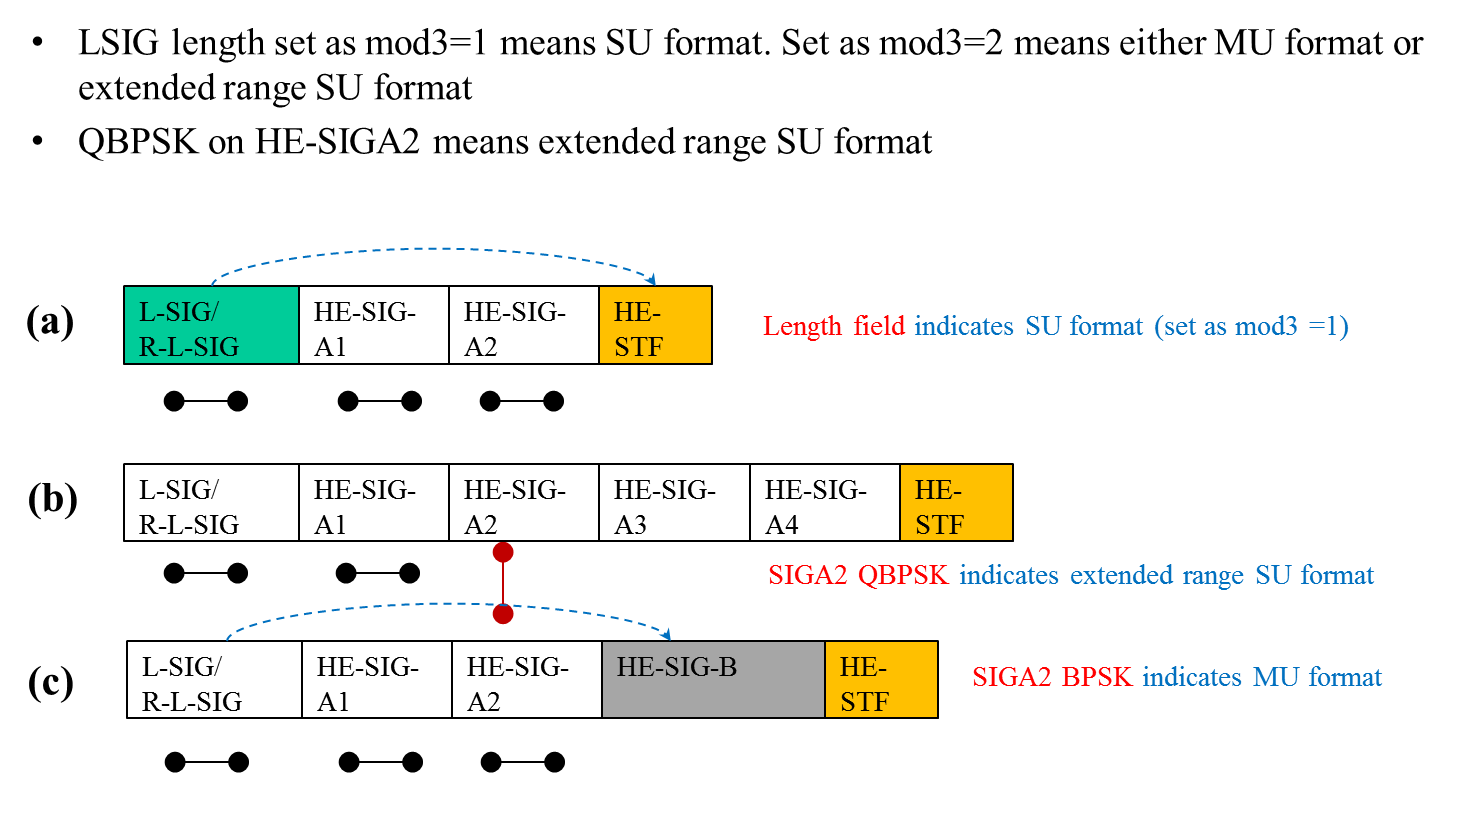 • LSIG length set as mod3=1 means SU format. Set as mod3=2 means either MU format or
extended range SU format
• QBPSK on HE-SIGA2 means extended range SU format
(a)
L-SIG/
R-L-SIG
HE-SIG-
A1
HE-SIG-
A2
HE-
STF
Length field indicates SU format (set as mod3 =1)
(b)
L-SIG/
R-L-SIG
HE-SIG-
A1
HE-SIG-
A2
HE-SIG-
A3
HE-SIG-
A4
HE-
STF
SIGA2 QBPSK indicates extended range SU format
(c)
L-SIG/
R-L-SIG
HE-SIG-
A1
HE-SIG-
A2
HE-SIG-B
HE-
STF
SIGA2 BPSK indicates MU format